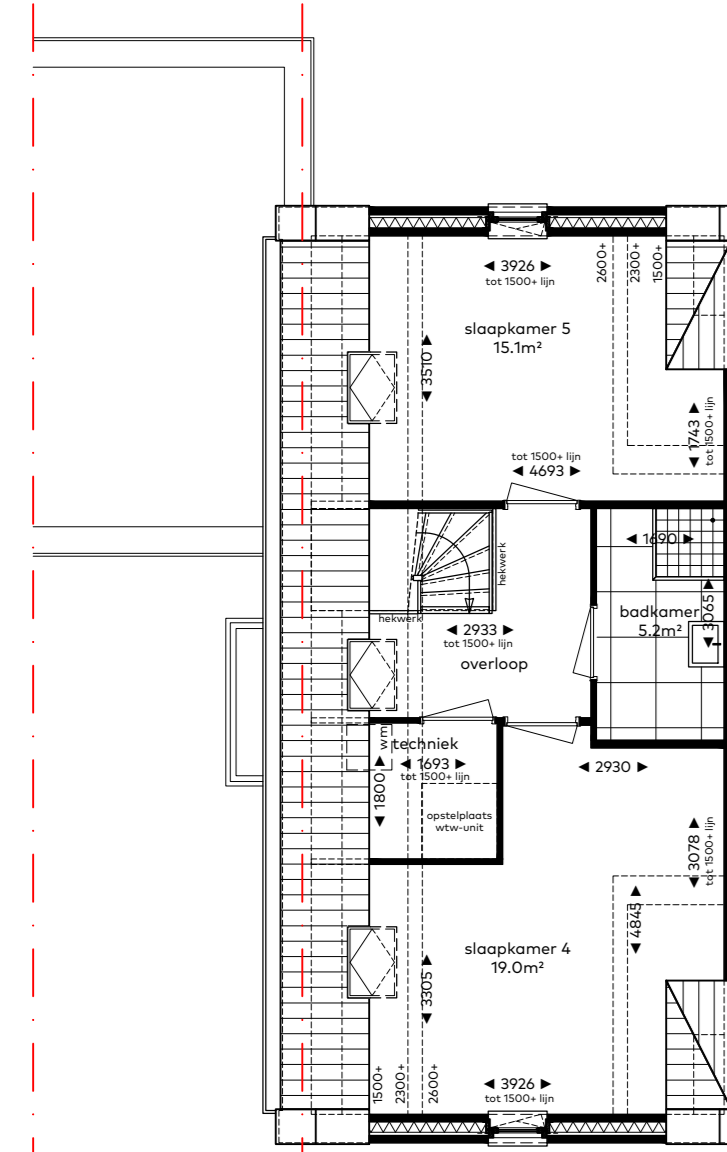 2600+
2300+
1500+
3926
tot 1500+ lijn
slaapkamer 5
15.1m²
3510
1743
tot 1500+ lijn
tot 1500+ lijn
4693
hekwerk
1690
badkamer
5.2m²
3065
hekwerk
2933
tot 1500+ lijn
overloop
wm
techniek
1693
tot 1500+ lijn
1800
opstelplaats
wtw-unit
2930
3078
tot 1500+ lijn
4845
slaapkamer 4
19.0m²
3305
1500+
2300+
2600+
3926
tot 1500+ lijn